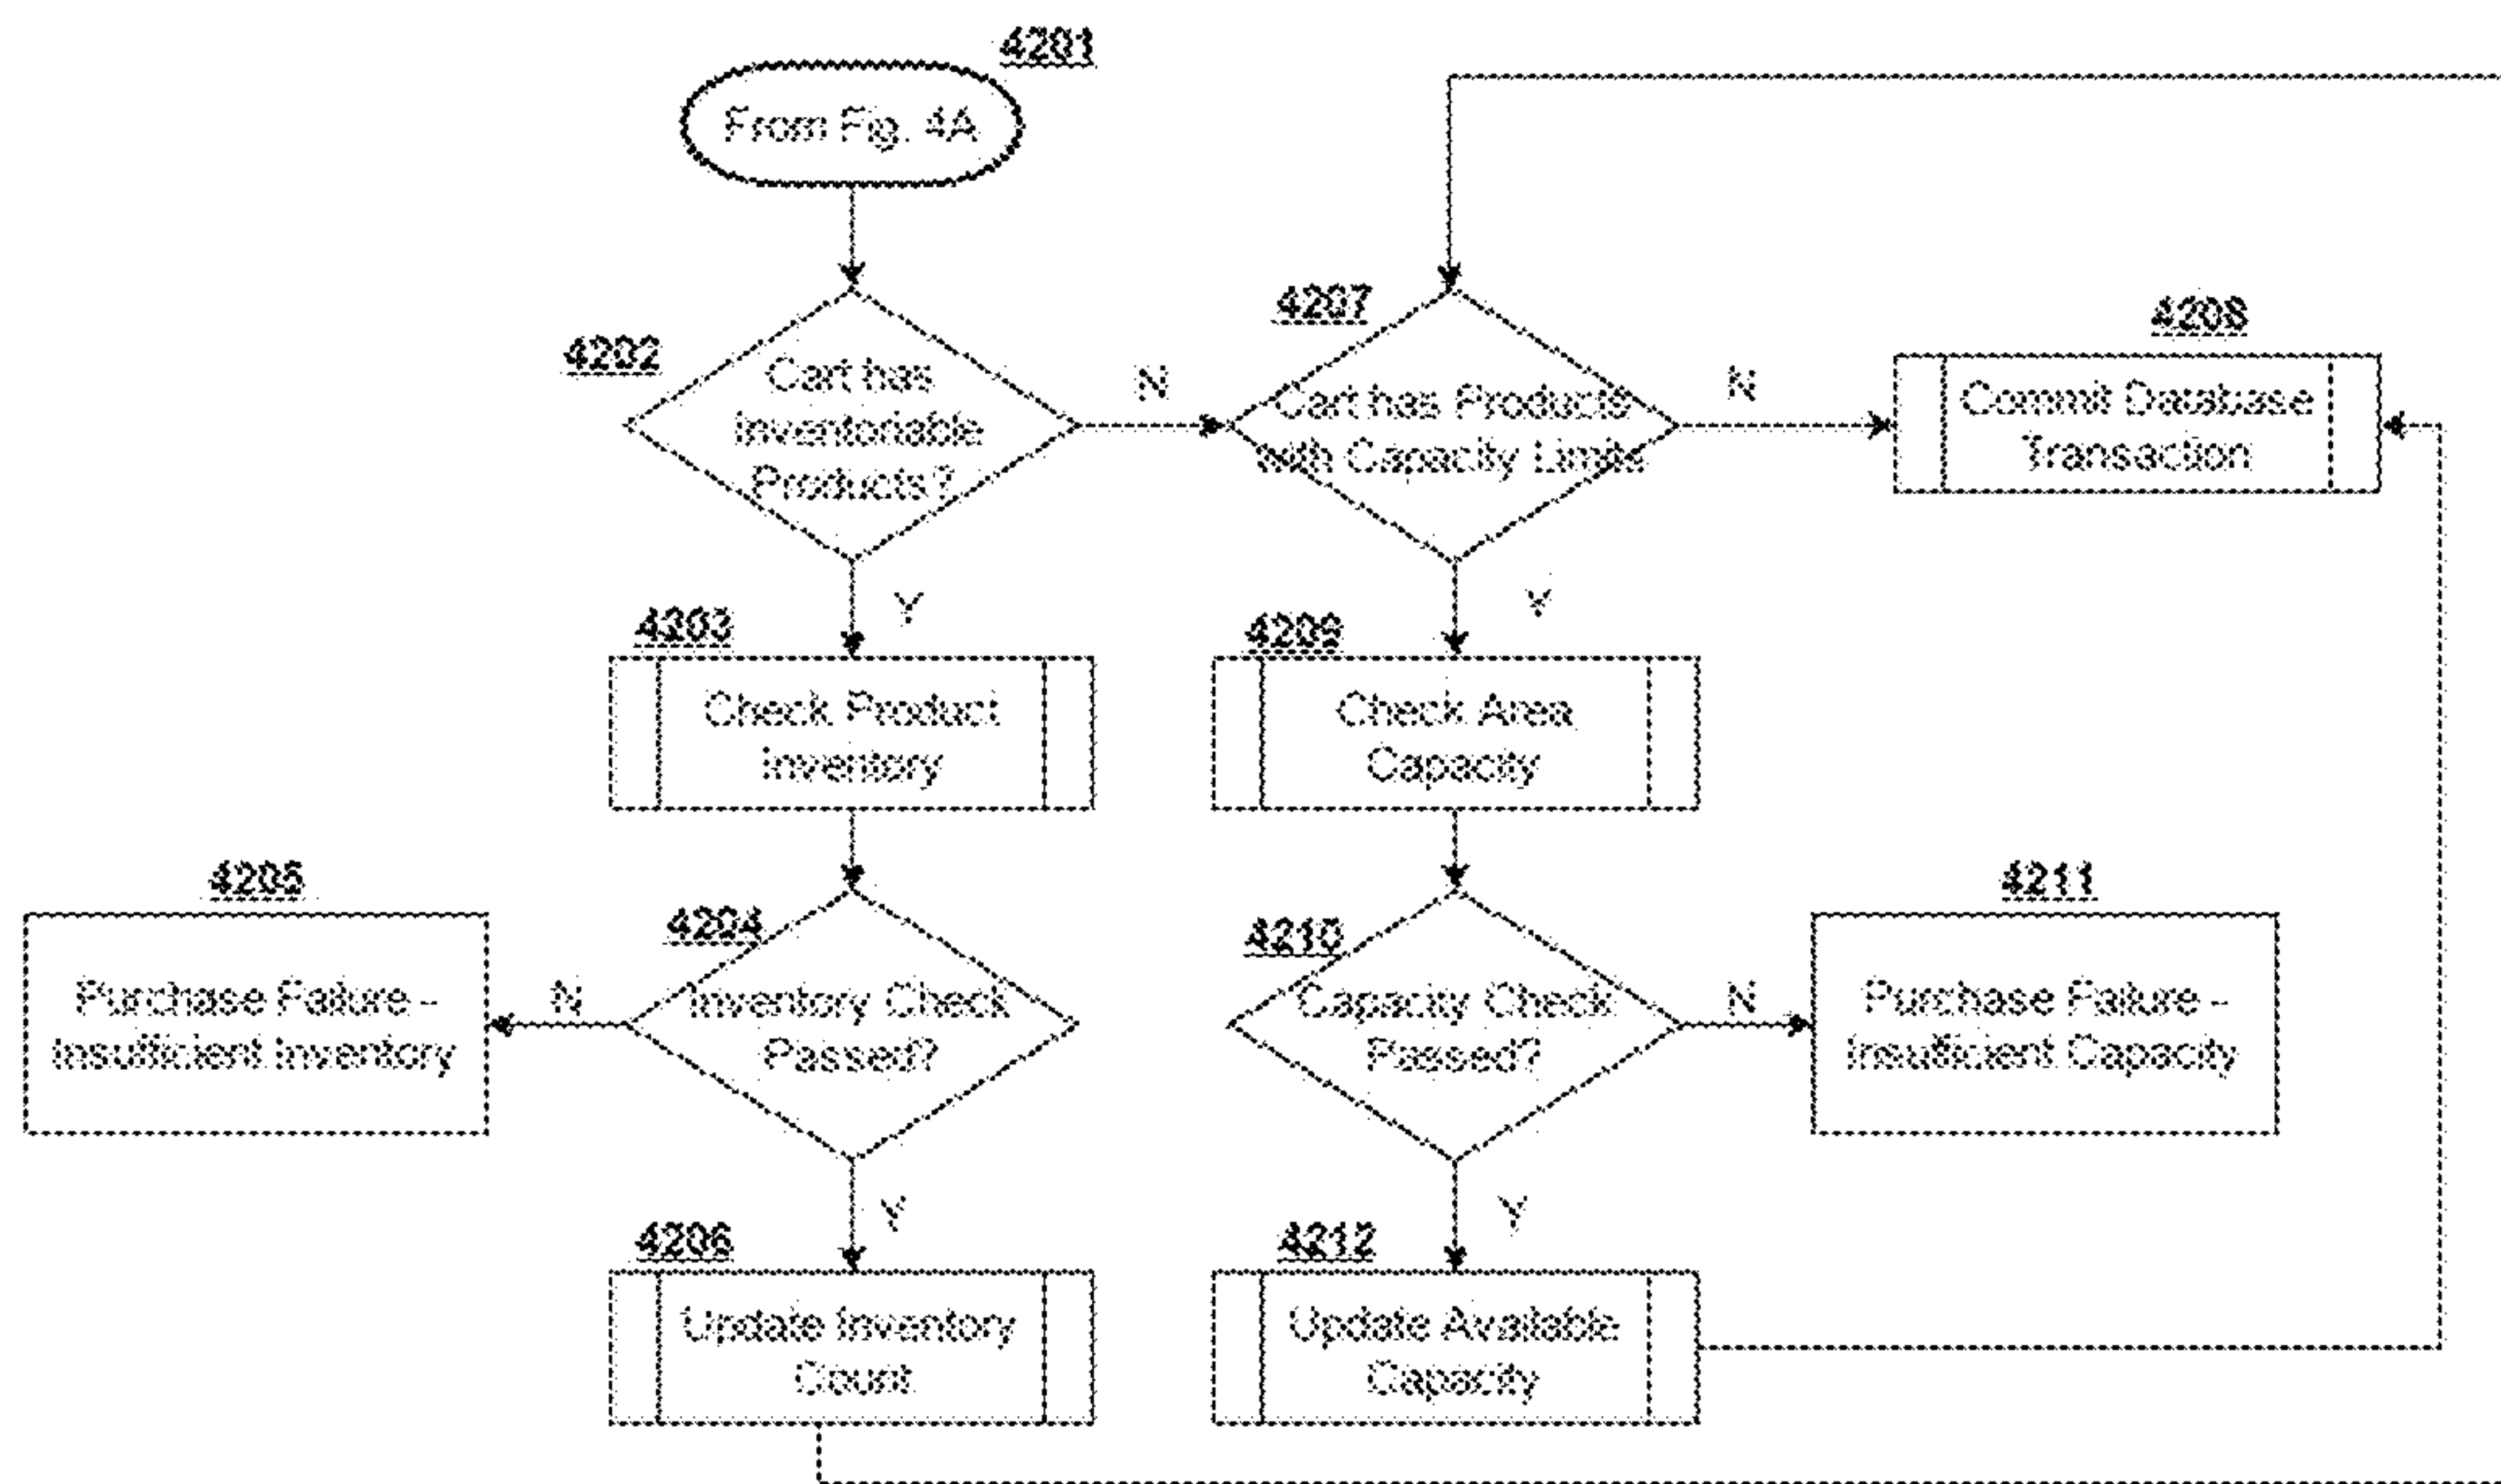 4201
From Fig. 4A
4202
Cart has
Inventoriable
Products?
N
4207
Cart has Products
with Capacity Limits
N
4208
Commit Database
Transaction
Y
4203
Check Product
Inventory
Y
4209
Check Area
Capacity
4205
Purchase Failure –
Insufficient Inventory
N
4204
Inventory Check
Passed?
4210
Capacity Check
Passed?
N
4211
Purchase Failure –
Insufficient Capacity
Y
4206
Update Inventory
Count
Y
4212
Update Available
Capacity